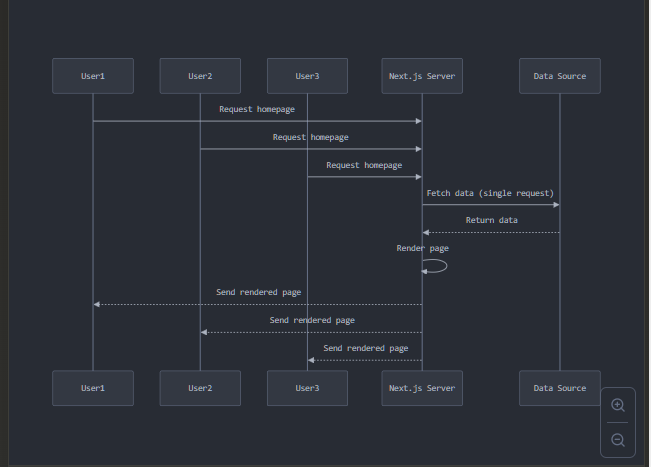 User1
User2
User3
Next.js Server
Data Source
Request homepage
Request homepage
Request homepage
Fetch data (single request)
Return data
Render page
Send rendered page
Send rendered page
Send rendered page
User1
User2
User3
Next.js Server
Data Source